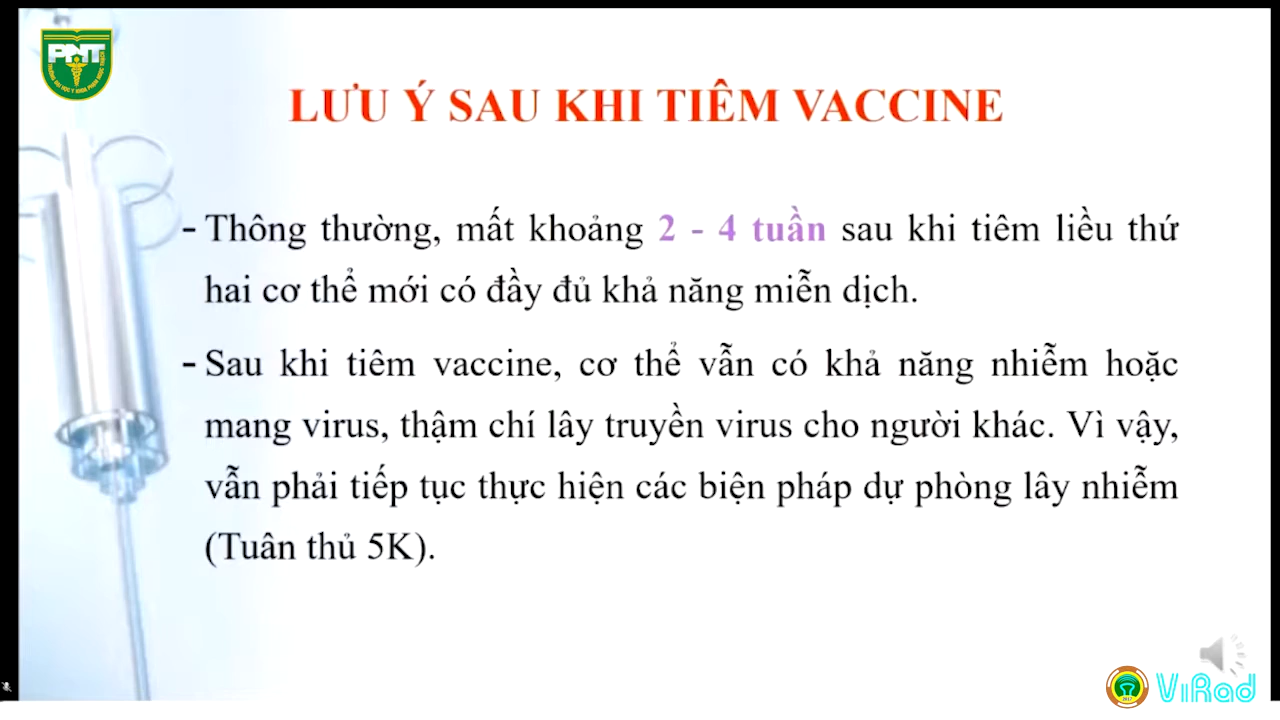 PNT
LƯU Ý SAU KHI TIÊM VACCINE
- Thông thường, mất khoảng 2 - 4 tuần sau khi tiêm liều thứ
hai cơ thể mới có đầy đủ khả năng miễn dịch.
- Sau khi tiêm vaccine, cơ thể vẫn có khả năng nhiễm hoặc
mang virus, thậm chí lây truyền virus cho người khác. Vì vậy,
vẫn phải tiếp tục thực hiện các biện pháp dự phòng lây nhiễm
(Tuân thủ 5K).
ViRad